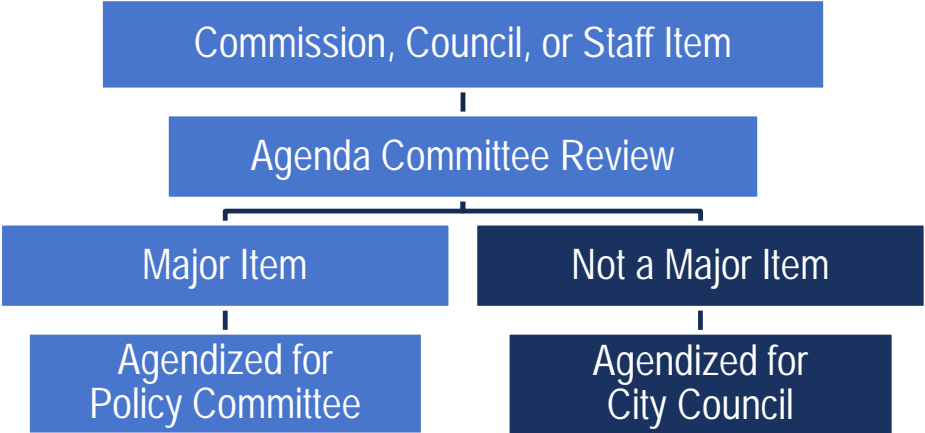 Commission, Council, or Staff Item
Agenda Committee Review
Major Item
Not a Major Item
Agendized for
Policy Committee
Agendized for
City Council